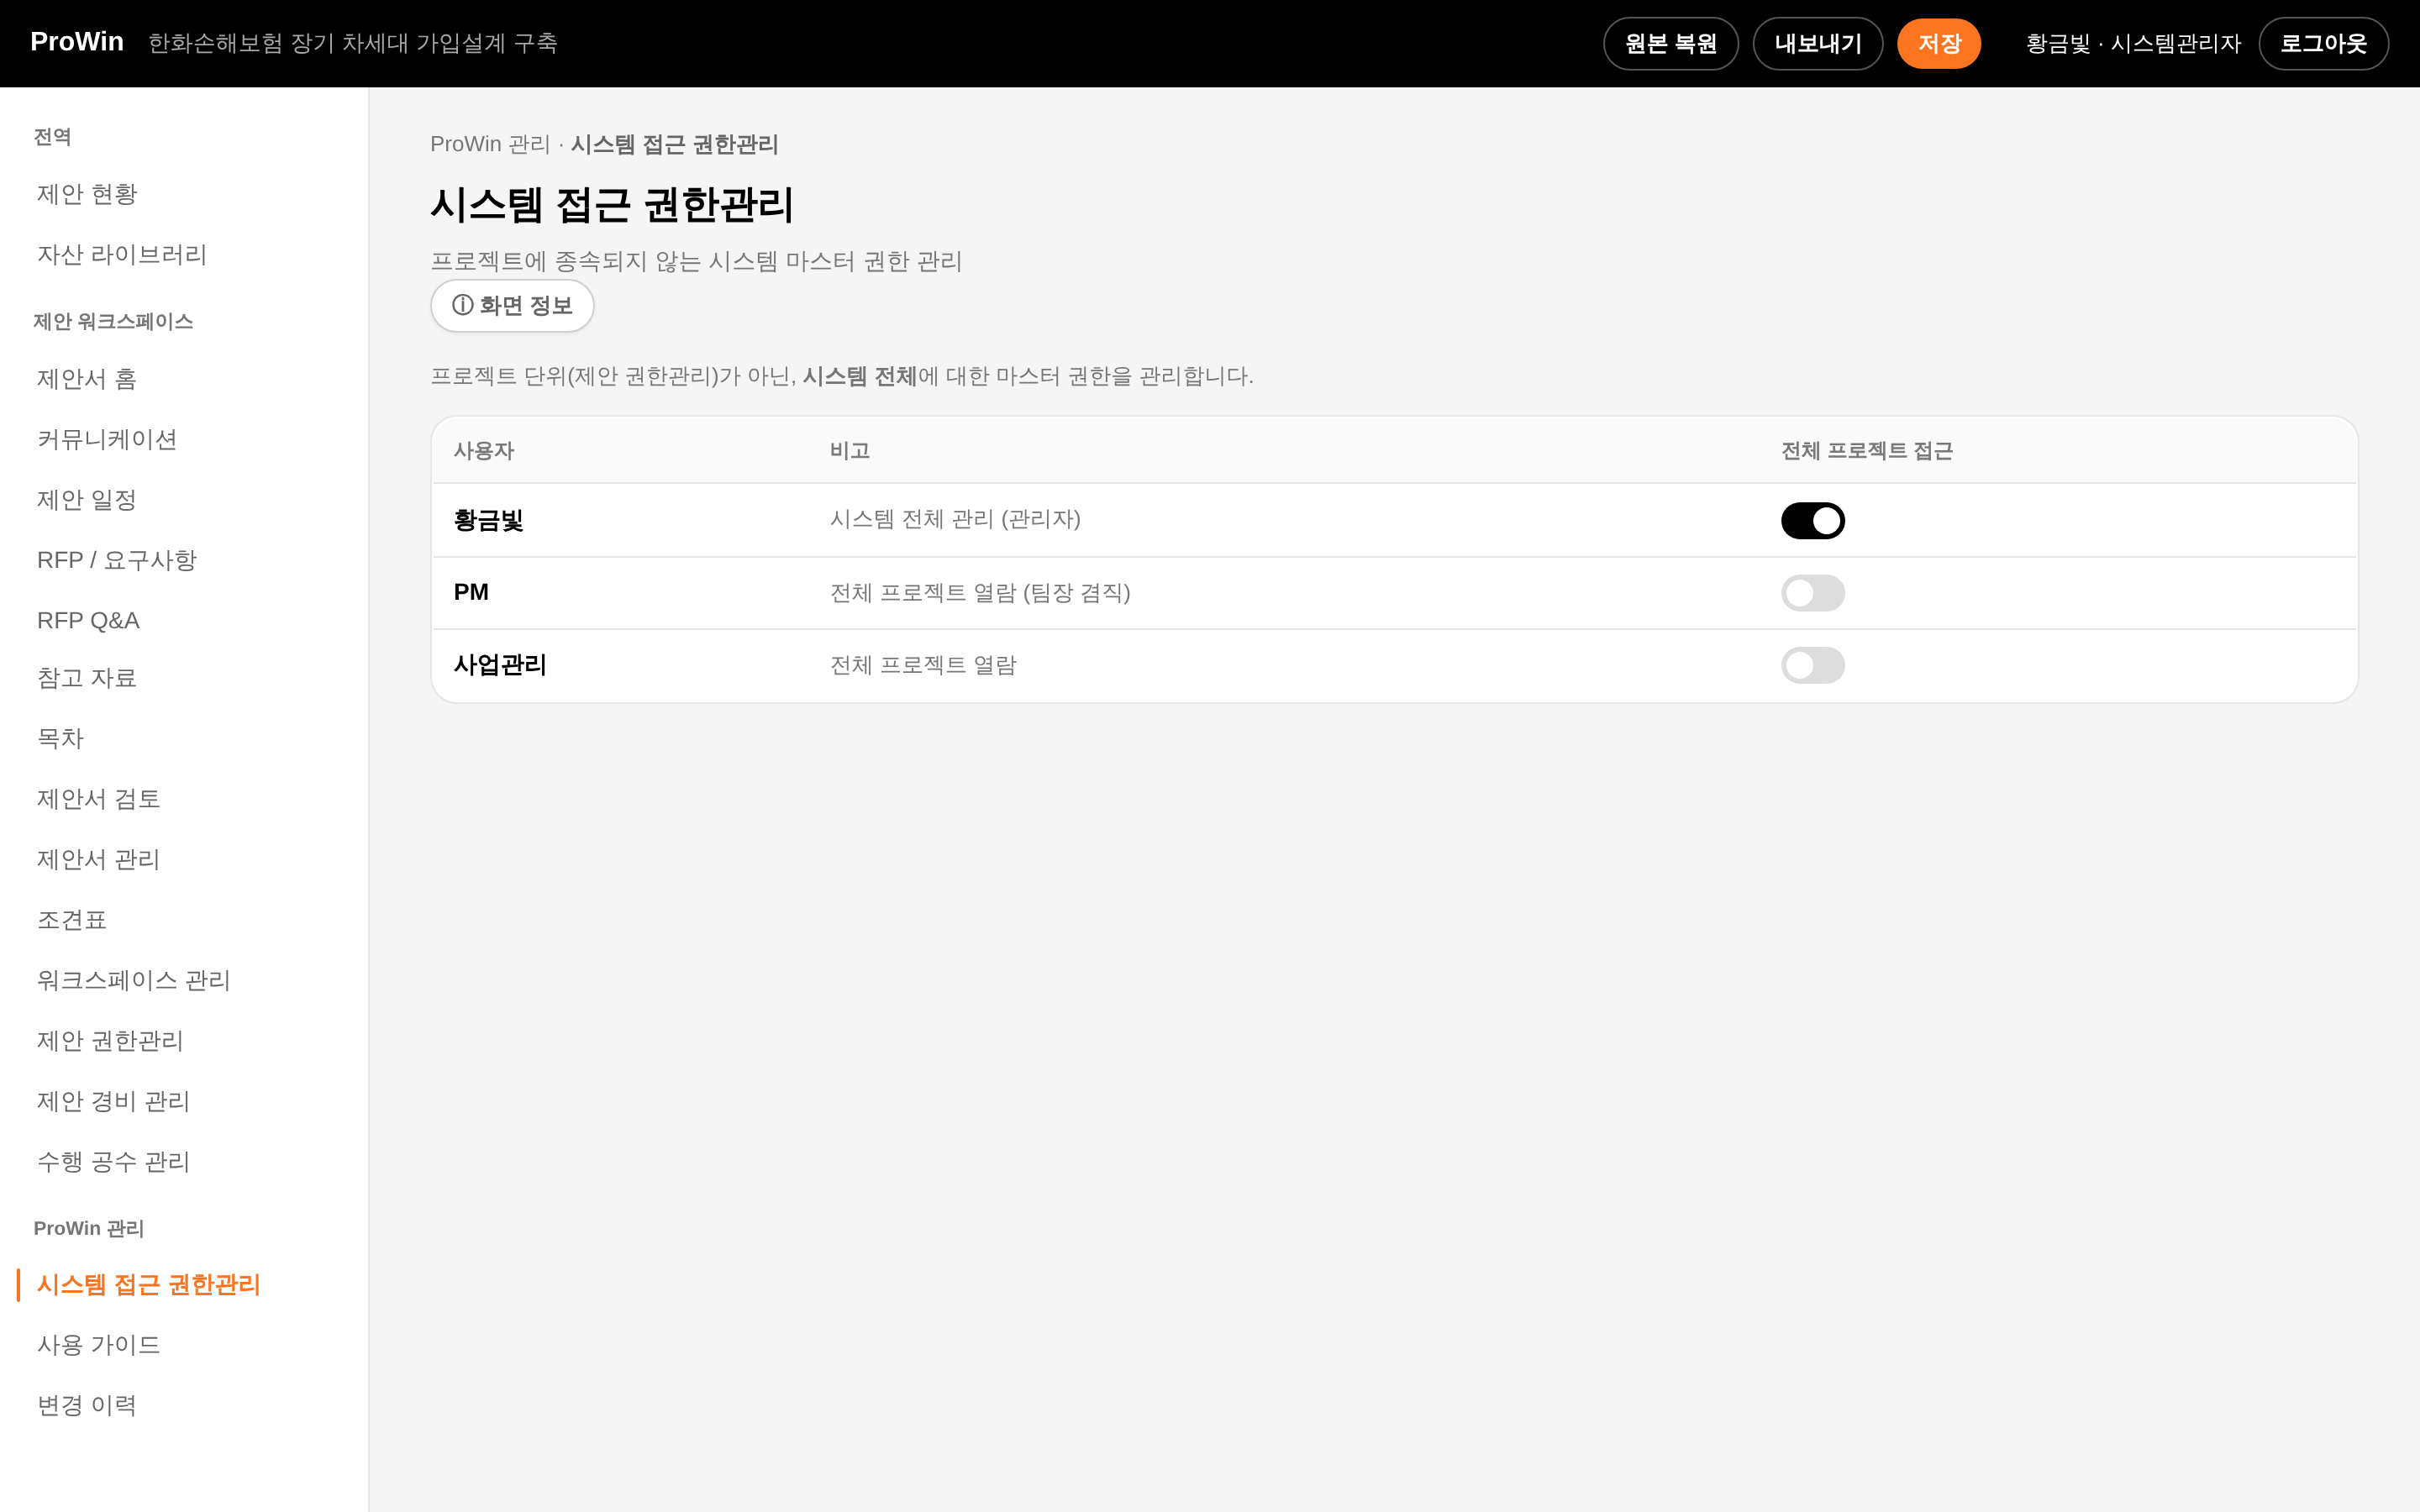 ProWin 한화손해보험 장기 차세대 가입설계 구축 원본 복원 내보내기 저장 황금빛 · 시스템관리자 로그아웃
전역
제안 현황
자산 라이브러리
제안 워크스페이스
제안서 홈
커뮤니케이션
제안 일정
RFP / 요구사항
RFP Q&A
참고 자료
목차
제안서 검토
제안서 관리
조견표
워크스페이스 관리
제안 권한관리
제안 경비 관리
수행 공수 관리
ProWin 관리
시스템 접근 권한관리
사용 가이드
변경 이력
ProWin 관리 · 시스템 접근 권한관리
시스템 접근 권한관리
프로젝트에 종속되지 않는 시스템 마스터 권한 관리
ⓘ 화면 정보
프로젝트 단위(제안 권한관리)가 아닌, 시스템 전체에 대한 마스터 권한을 관리합니다.
사용자 비고 전체 프로젝트 접근
황금빛 시스템 전체 관리 (관리자)
PM 전체 프로젝트 열람 (팀장 겸직)
사업관리 전체 프로젝트 열람